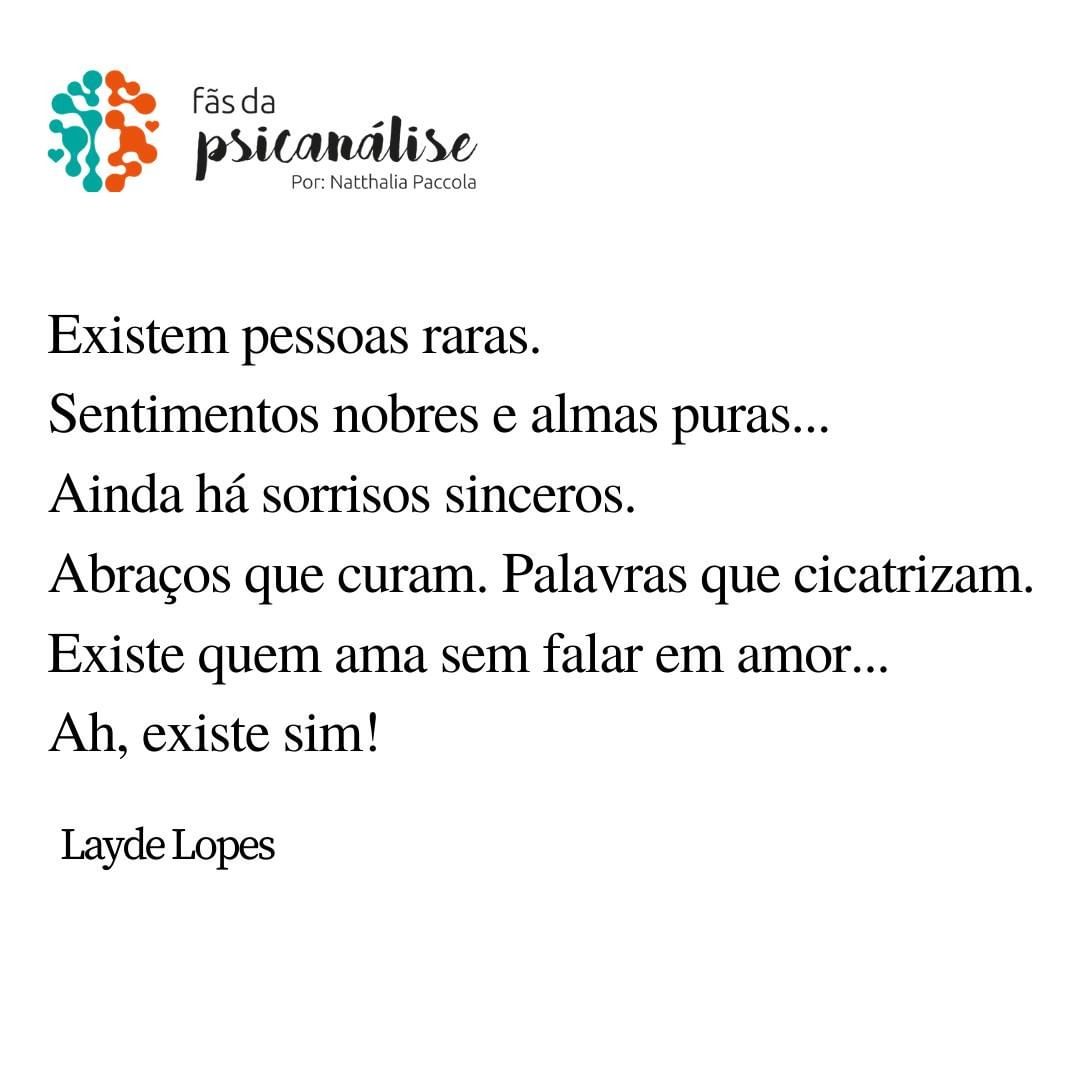 fãs da
psicanálise
Por: Natthalia Paccola
Existem pessoas raras.
Sentimentos nobres e almas puras...
Ainda há sorrisos sinceros.
Abraços que curam. Palavras que cicatrizam.
Existe quem ama sem falar em amor...
Ah, existe sim!
Layde Lopes